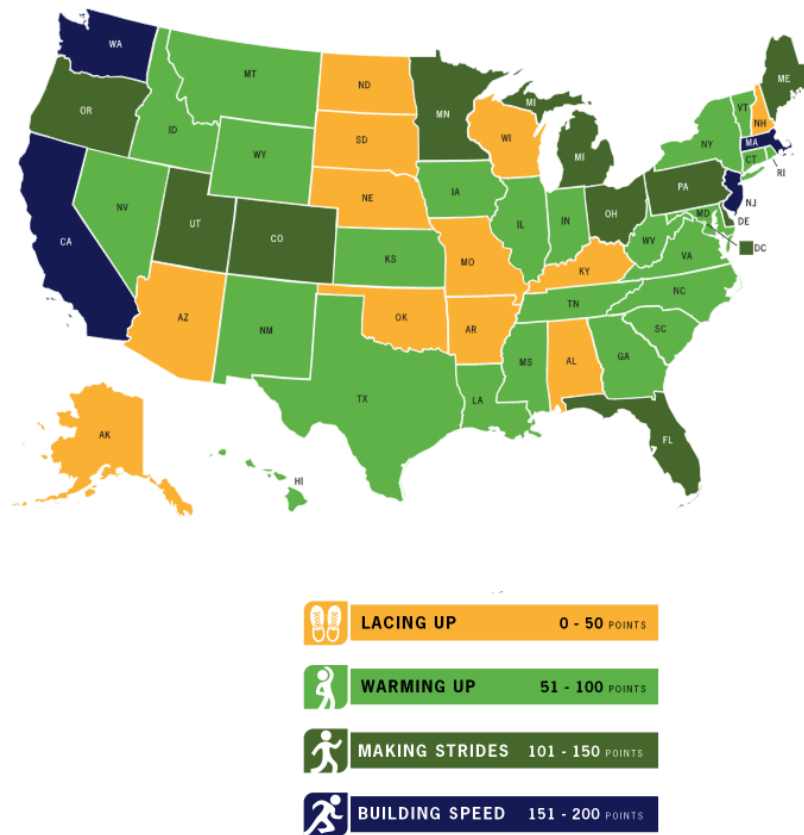 WA
MT
ND
MN
ME
OR
ID
SD
WI
MI
VT
NH
WY
NY
MA
MI
CT
RI
NE
IA
PA
NV
NJ
UT
CO
IL
IN
OH
MD
DE
CA
KS
MO
WV
VA
DC
KY
AZ
NM
OK
AR
TN
NC
SC
MS
AL
GA
TX
LA
AK
FL
HI
LACING UP 0 - 50 POINTS
WARMING UP 51 - 100 POINTS
MAKING STRIDES 101 - 150 POINTS
BUILDING SPEED 151 - 200 POINTS